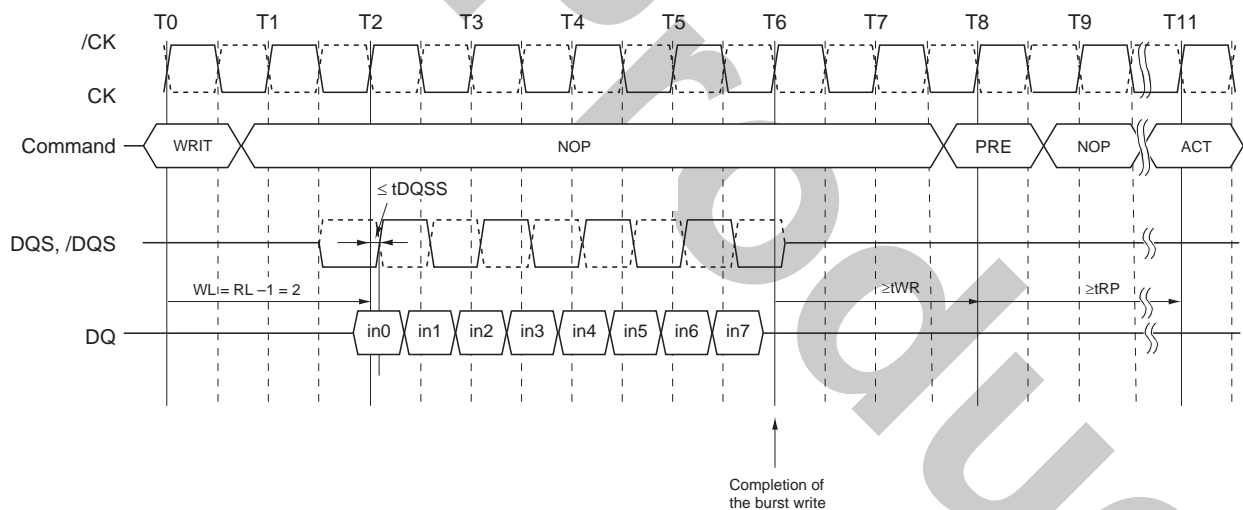 T0 T1 T2 T3 T4 T5 T6 T7 T8 T9 T11
/CK
CK
Command WRIT NOP PRE NOP ACT
≤ tDQSS
DQS, /DQS
WL = RL –1 = 2 ≥tWR ≥tRP
DQ in0 in1 in2 in3 in4 in5 in6 in7
Completion of
the burst write